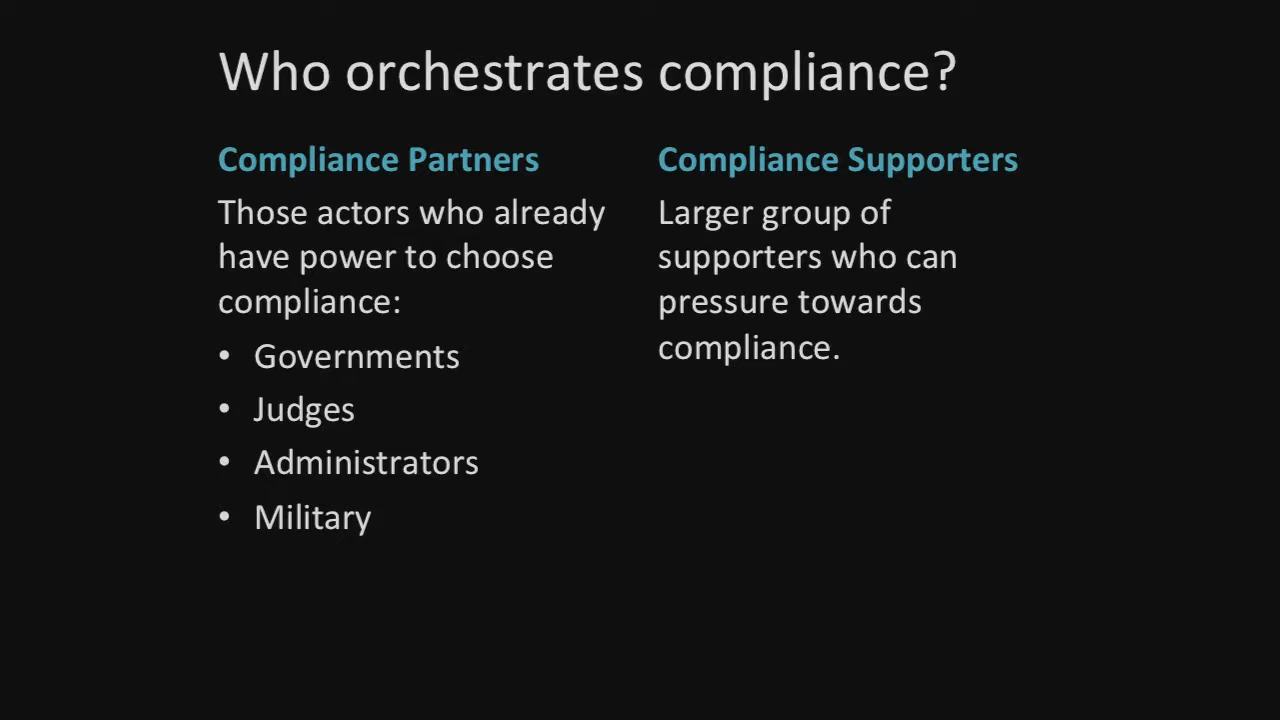 Who orchestrates compliance?
Compliance Partners
Those actors who already
have power to choose
compliance:
• Governments
• Judges
• Administrators
• Military
Compliance Supporters
Larger group of
supporters who can
pressure towards
compliance.